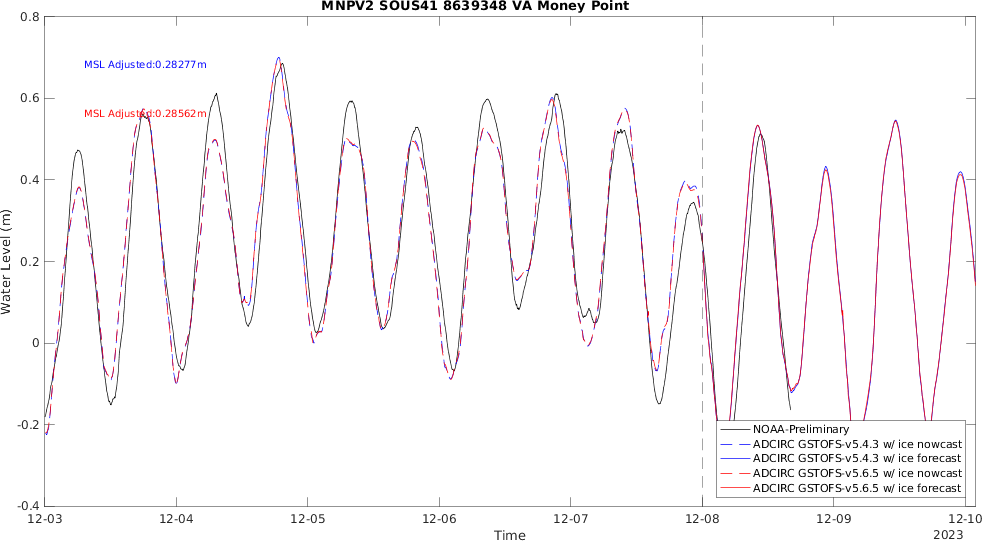 MNPV2 SOUS41 8639348 VA Money Point
0.8
0.6
0.4
0.2
0
-0.2
-0.4
Water Level (m)
MSL Adjusted:0.28277m
MSL Adjusted:0.28562m
NOAA-Preliminary
ADCIRC GSTOFS-v5.4.3 w/ ice nowcast
ADCIRC GSTOFS-v5.4.3 w/ ice forecast
ADCIRC GSTOFS-v5.6.5 w/ ice nowcast
ADCIRC GSTOFS-v5.6.5 w/ ice forecast
12-03 12-04 12-05 12-06 12-07 12-08 12-09 12-10
Time
2023